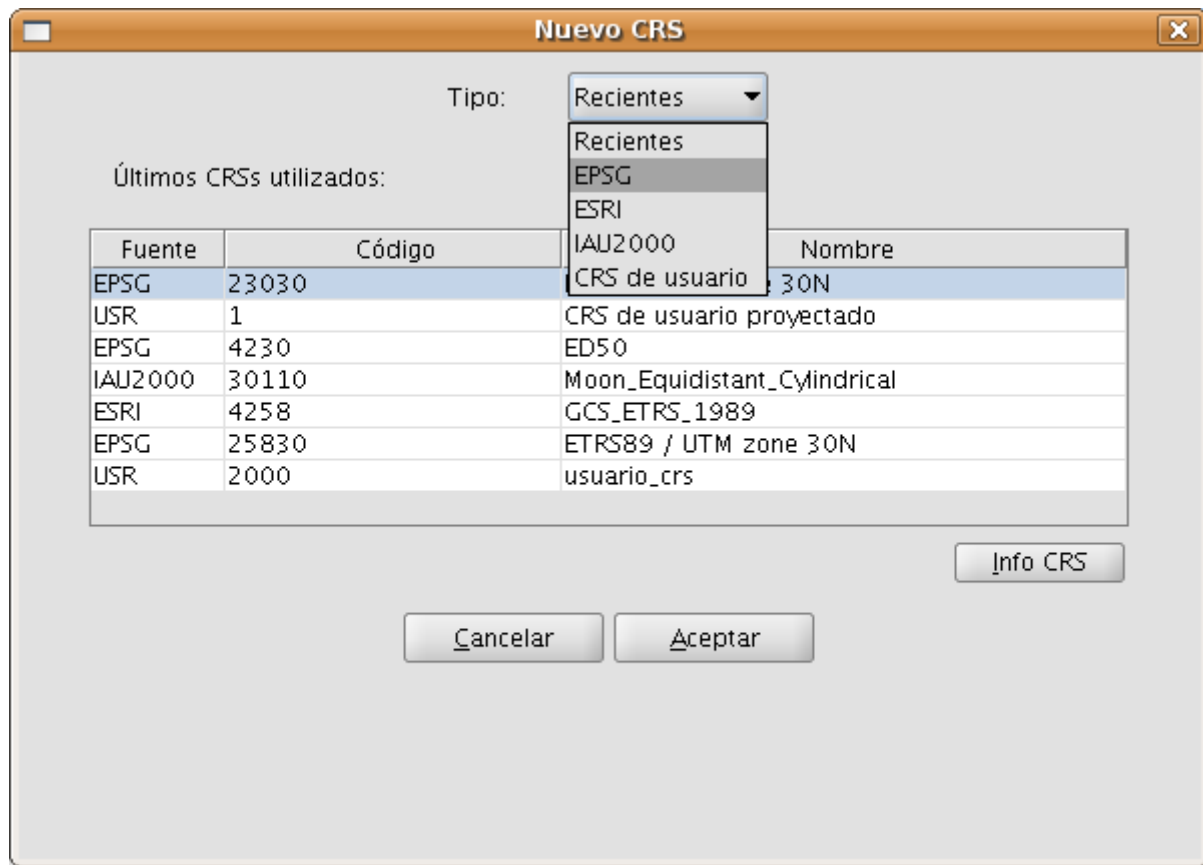 Nuevo CRS
Tipo: Recientes
Recientes
EPSG
ESRI
IAU2000
CRS de usuario
Últimos CRSs utilizados:
Fuente Código Nombre
EPSG 23030 30N
USR 1 CRS de usuario proyectado
EPSG 4230 ED50
IAU2000 30110 Moon_Equidistant_Cylindrical
ESRI 4258 GCS_ETRS_1989
EPSG 25830 ETRS89 / UTM zone 30N
USR 2000 usuario_crs
Info CRS
Cancelar Aceptar